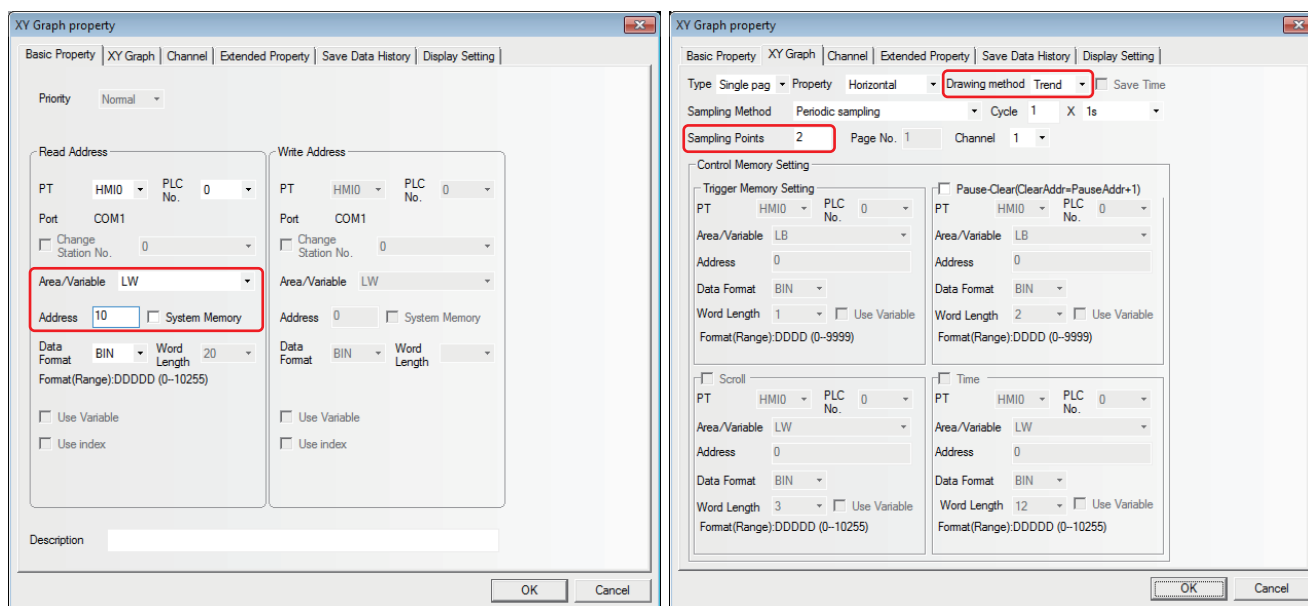 XY Graph property
Basic Property XY Graph Channel Extended Property Save Data History Display Setting
Priority Normal
Read Address
PT HMI0 PLC No. 0
Port COM1
Change Station No. 0
Area/Variable LW
Address 10 System Memory
Data Format BIN Word Length 20
Format(Range):DDDDD (0--10255)
Use Variable
Use index
Write Address
PT HMI0 PLC No. 0
Port COM1
Change Station No. 0
Area/Variable LW
Address 0 System Memory
Data Format BIN Word Length
Use Variable
Use index
Description
OK Cancel
XY Graph property
Basic Property XY Graph Channel Extended Property Save Data History Display Setting
Type Single pag Property Horizontal Drawing method Trend Save Time
Sampling Method Periodic sampling Cycle 1 X 1s
Sampling Points 2 Page No. 1 Channel 1
Control Memory Setting
Trigger Memory Setting
PT HMI0 PLC No. 0
Area/Variable LB
Address 0
Data Format BIN
Word Length 1 Use Variable
Format(Range):DDDD (0--9999)
Pause-Clear(ClearAddr=PauseAddr+1)
PT HMI0 PLC No. 0
Area/Variable LB
Address 0
Data Format BIN
Word Length 2 Use Variable
Format(Range):DDDD (0--9999)
Scroll
PT HMI0 PLC No. 0
Area/Variable LW
Address 0
Data Format BIN
Word Length 3 Use Variable
Format(Range):DDDDD (0--10255)
Time
PT HMI0 PLC No. 0
Area/Variable LW
Address 0
Data Format BIN
Word Length 12 Use Variable
Format(Range):DDDDD (0--10255)
OK Cancel